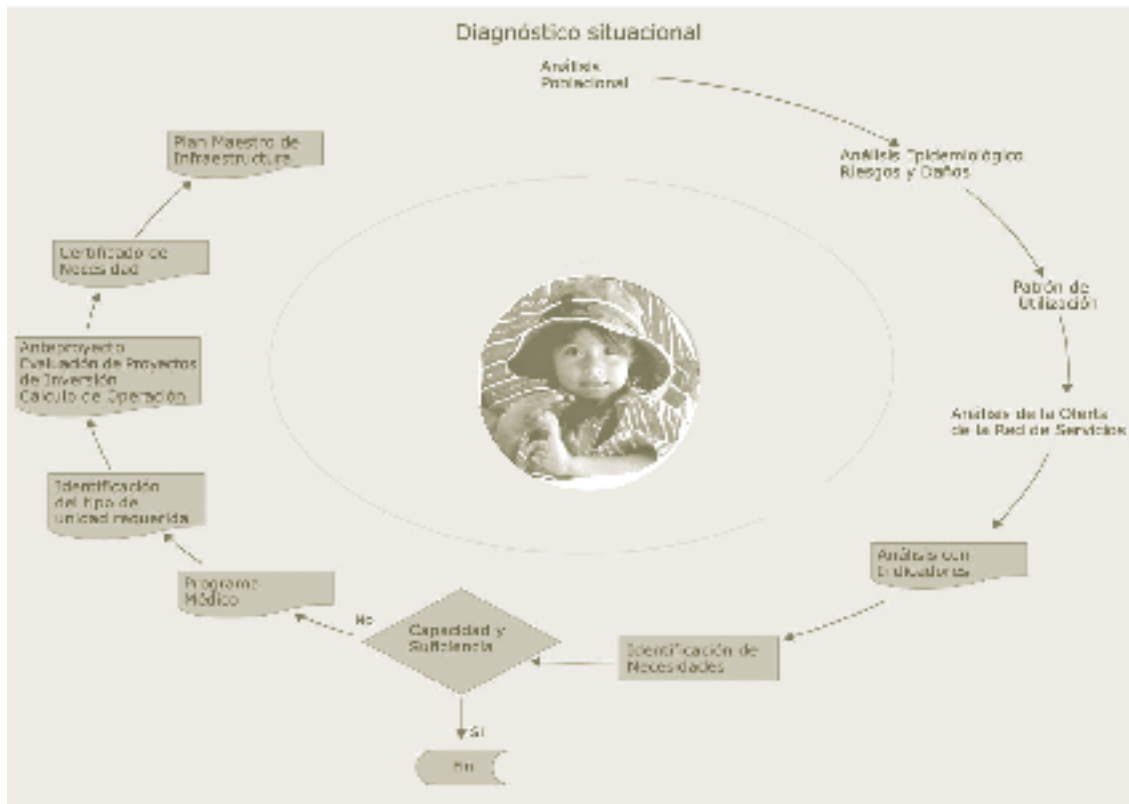 Diagnóstico situacional
Análisis
Poblacional
Análisis Epidemiológico
Riesgos y Daños
Patrón de
Utilización
Análisis de la Oferta
de la Red de Servicios
Análisis con
Indicadores
Identificación de
Necesidades
Capacidad y
Suficiencia
Sí
Fin
No
Programa
Médico
Identificación
del tipo de
unidad requerida
Anteproyecto
Evaluación de Proyectos
de Inversión
Cálculo de Operación
Certificado de
Necesidad
Plan Maestro de
Infraestructura